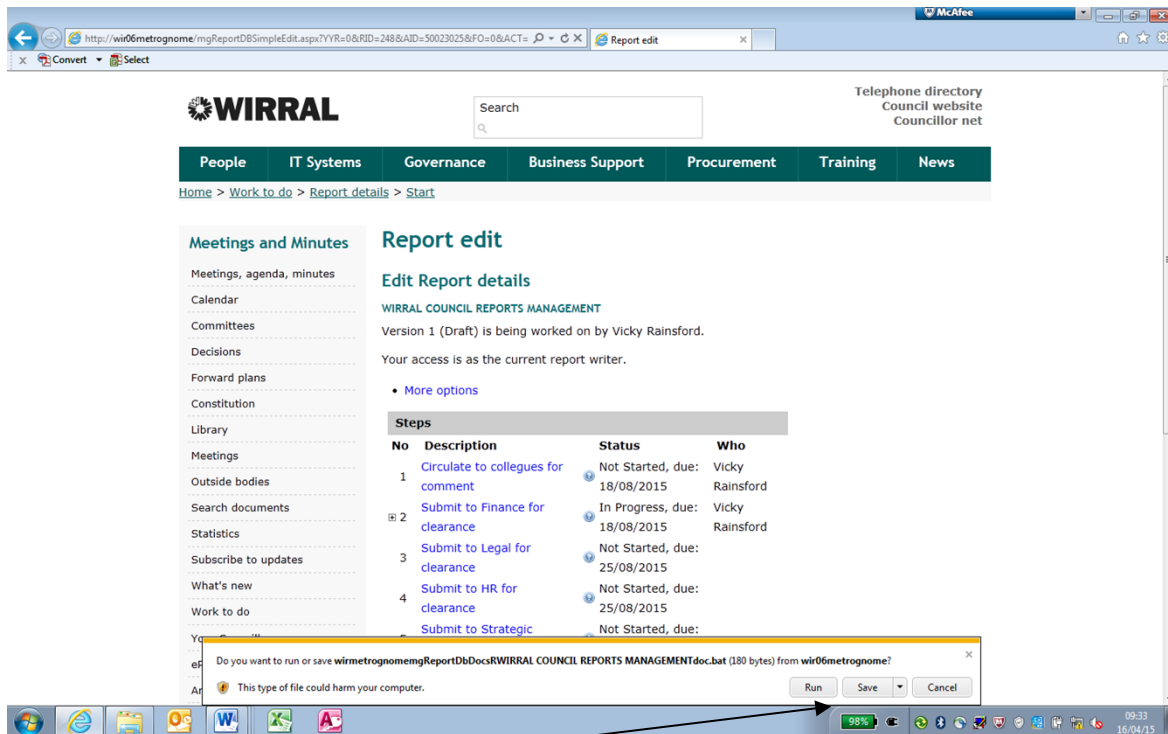 McAfee
http://wir06metrognome/mgReportDBSimpleEdit.aspx?YYR=0&RID=248&AID=50023025&FO=0&ACT=
Report edit
x Convert Select
Telephone directory
Council website
Councillor net
WIRRAL
Search
People IT Systems Governance Business Support Procurement Training News
Home > Work to do > Report details > Start
Meetings and Minutes
Meetings, agenda, minutes
Calendar
Committees
Decisions
Forward plans
Constitution
Library
Meetings
Outside bodies
Search documents
Statistics
Subscribe to updates
What's new
Work to do
Report edit
Edit Report details
WIRRAL COUNCIL REPORTS MANAGEMENT
Version 1 (Draft) is being worked on by Vicky Rainsford.
Your access is as the current report writer.
• More options
Steps
No Description Status Who
1 Circulate to collegues for comment Not Started, due: 18/08/2015 Vicky Rainsford
2 Submit to Finance for clearance In Progress, due: 18/08/2015 Vicky Rainsford
3 Submit to Legal for clearance Not Started, due: 25/08/2015
4 Submit to HR for clearance Not Started, due: 25/08/2015
Submit to Strategic Not Started, due:
Do you want to run or save wirmetrognomemgReportDbDocsRWIRRAL COUNCIL REPORTS MANAGEMENTdoc.bat (180 bytes) from wir06metrognome?
This type of file could harm your computer.
Run Save Cancel
98%
09:33
16/04/15